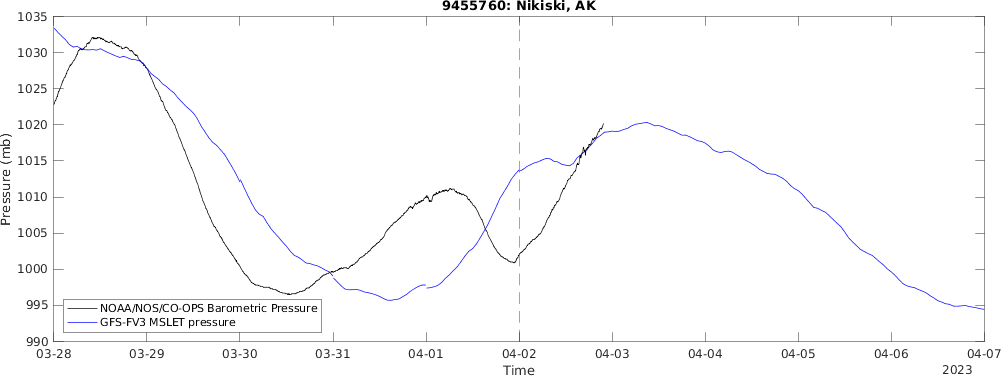 9455760: Nikiski, AK
1035
1030
1025
1020
1015
1010
1005
1000
995
990
Pressure (mb)
NOAA/NOS/CO-OPS Barometric Pressure
GFS-FV3 MSLET pressure
03-28 03-29 03-30 03-31 04-01 04-02 04-03 04-04 04-05 04-06 04-07
Time
2023